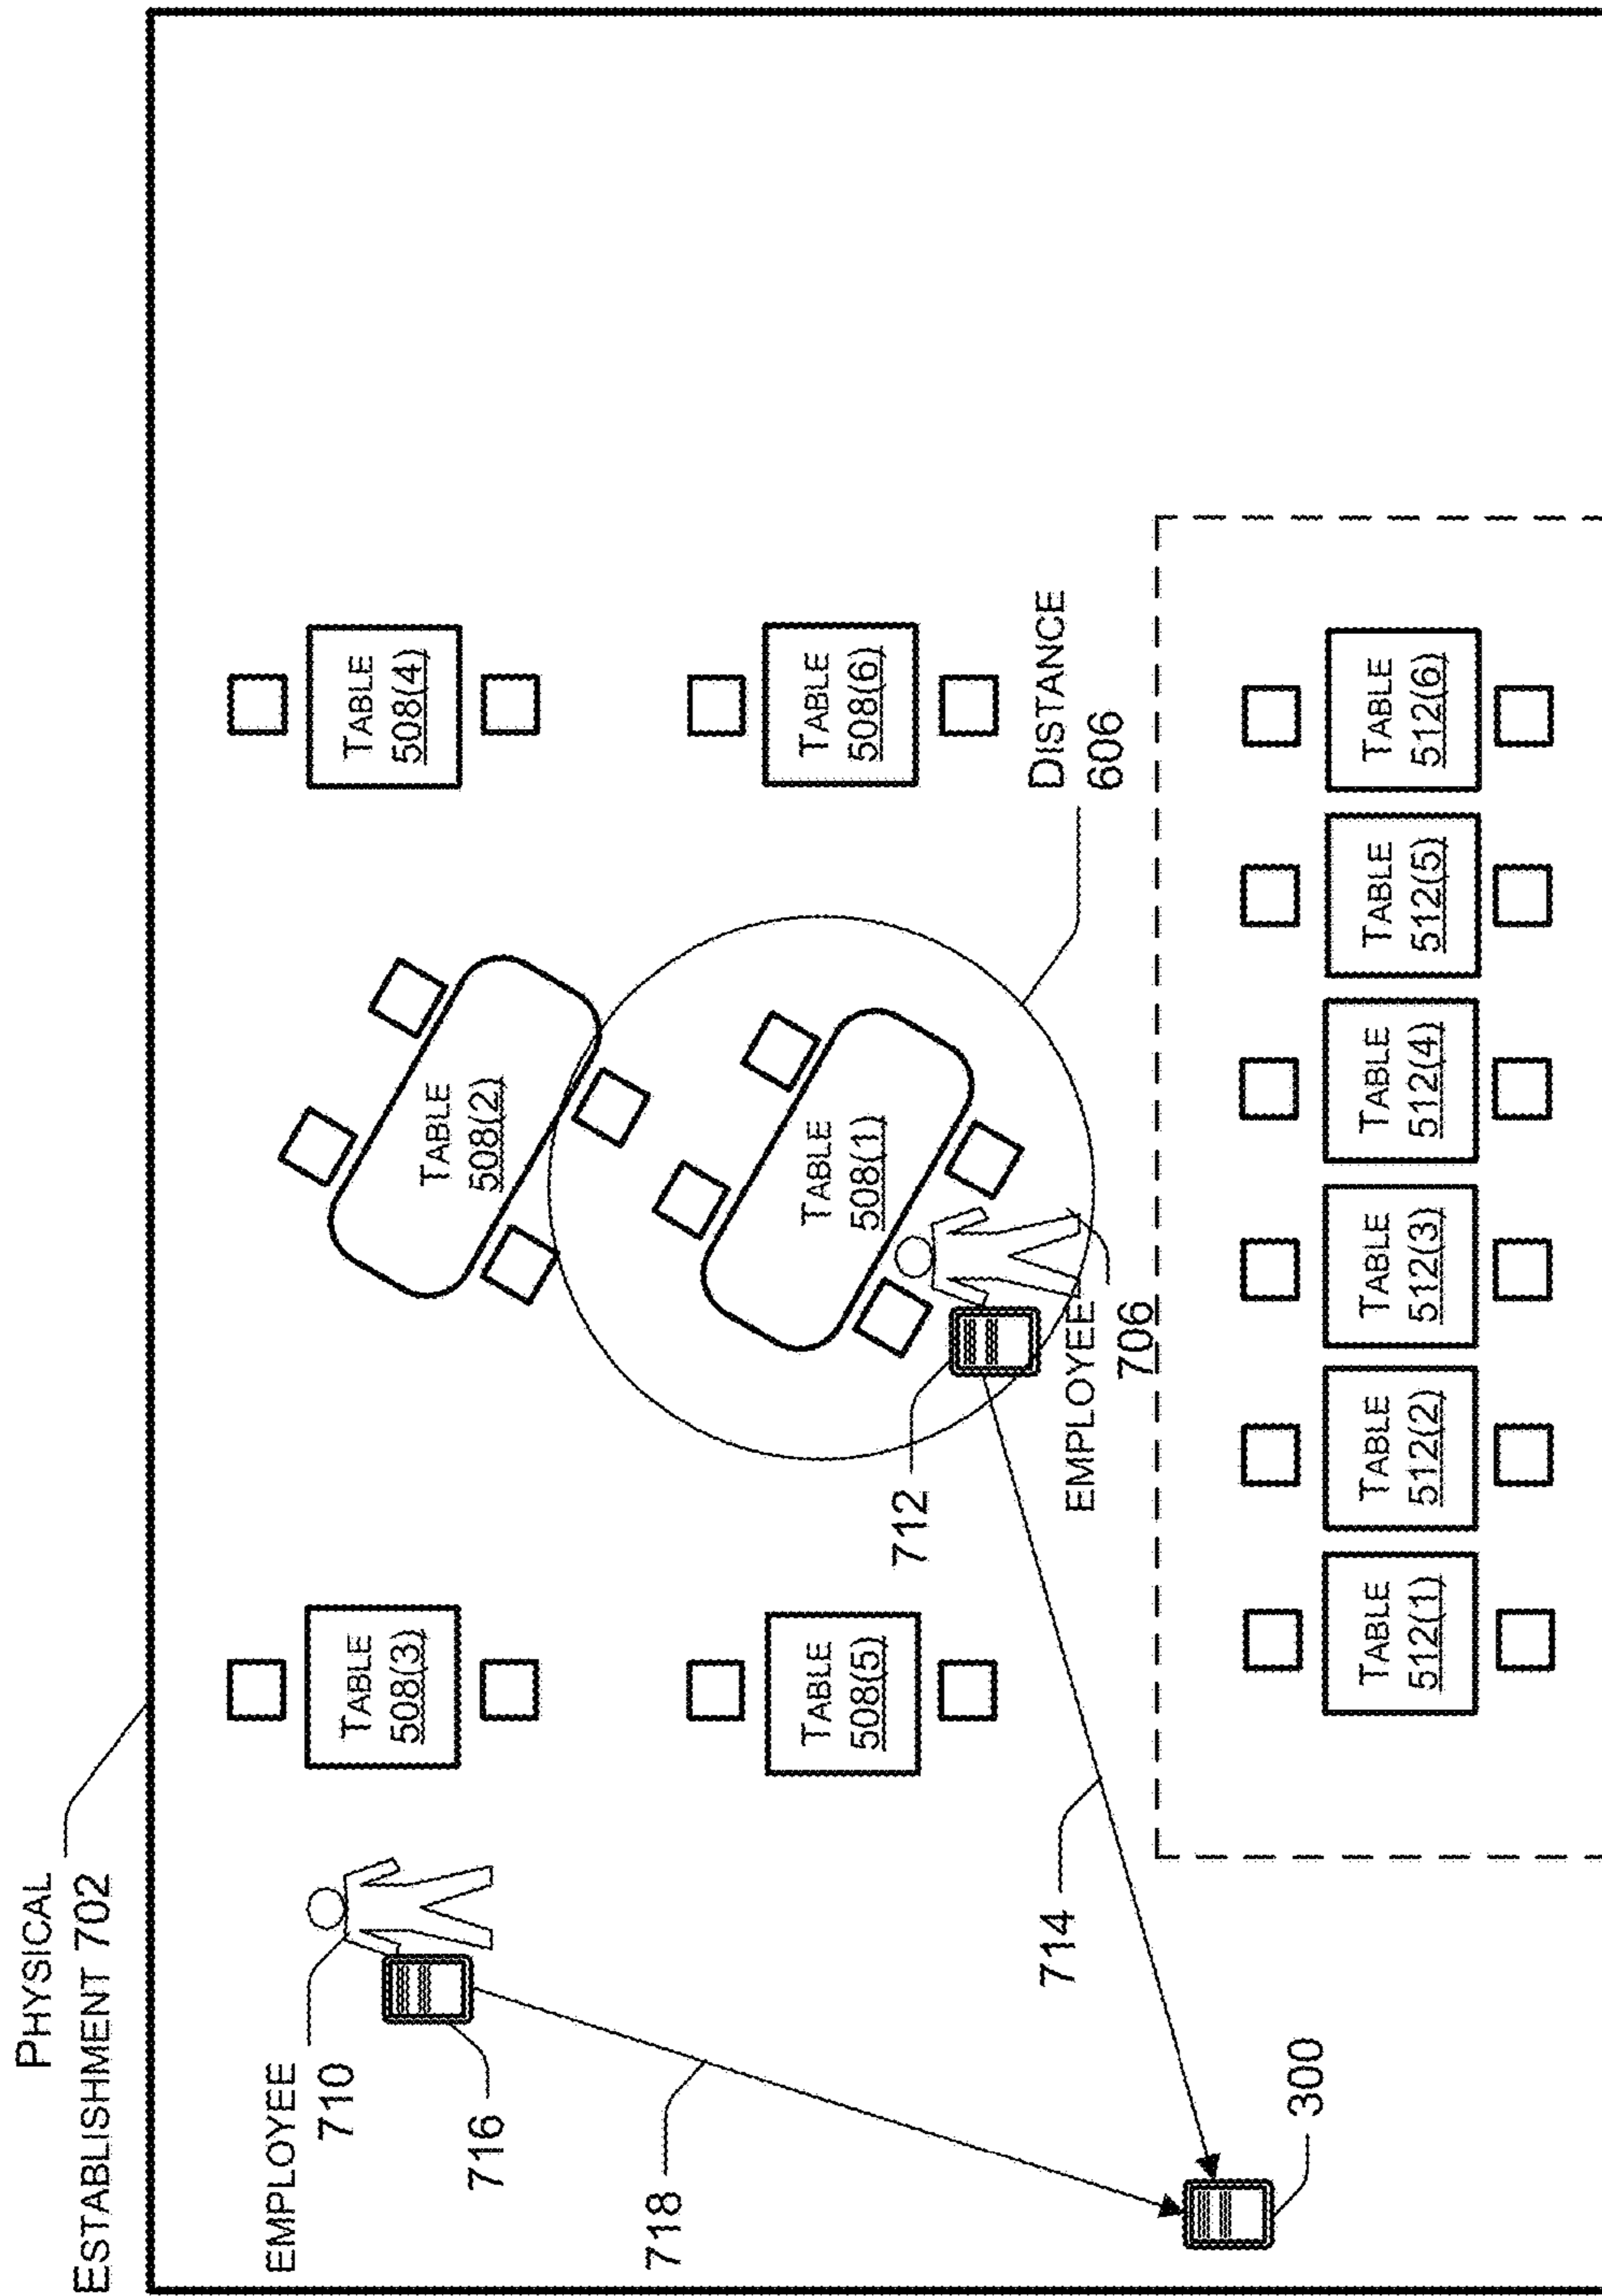 PHYSICAL
ESTABLISHMENT 702
EMPLOYEE
710
TABLE
508(3)
TABLE
508(2)
TABLE
508(4)
716
718
TABLE
508(5)
TABLE
508(1)
TABLE
508(6)
712
714
EMPLOYEE
706
DISTANCE
606
300
TABLE
512(1)
TABLE
512(2)
TABLE
512(3)
TABLE
512(4)
TABLE
512(5)
TABLE
512(6)